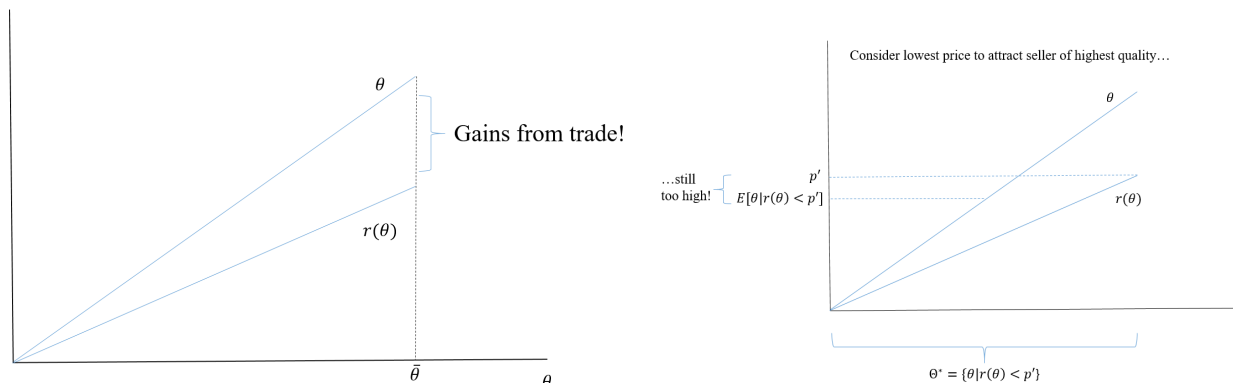 θ
Gains from trade!
r(θ)
θ̄
θ
Consider lowest price to attract seller of highest quality…
θ
p′
…still
too high!
E[θ|r(θ) < p′]
r(θ)
Θ* = {θ|r(θ) < p′}